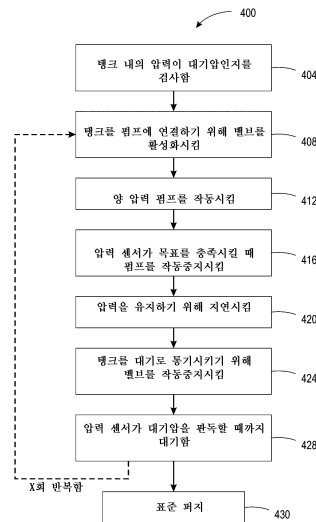 400
탱크 내의 압력이 대기압인지를
검사함
404
탱크를 펌프에 연결하기 위해 밸브를
활성화시킴
408
양 압력 펌프를 작동시킴
412
압력 센서가 목표를 충족시킬 때
펌프를 작동중지시킴
416
압력을 유지하기 위해 지연시킴
420
탱크를 대기로 통기시키기 위해
밸브를 작동중지시킴
424
압력 센서가 대기압을 판독할 때까지
대기함
428
X회 반복함
표준 퍼지
430